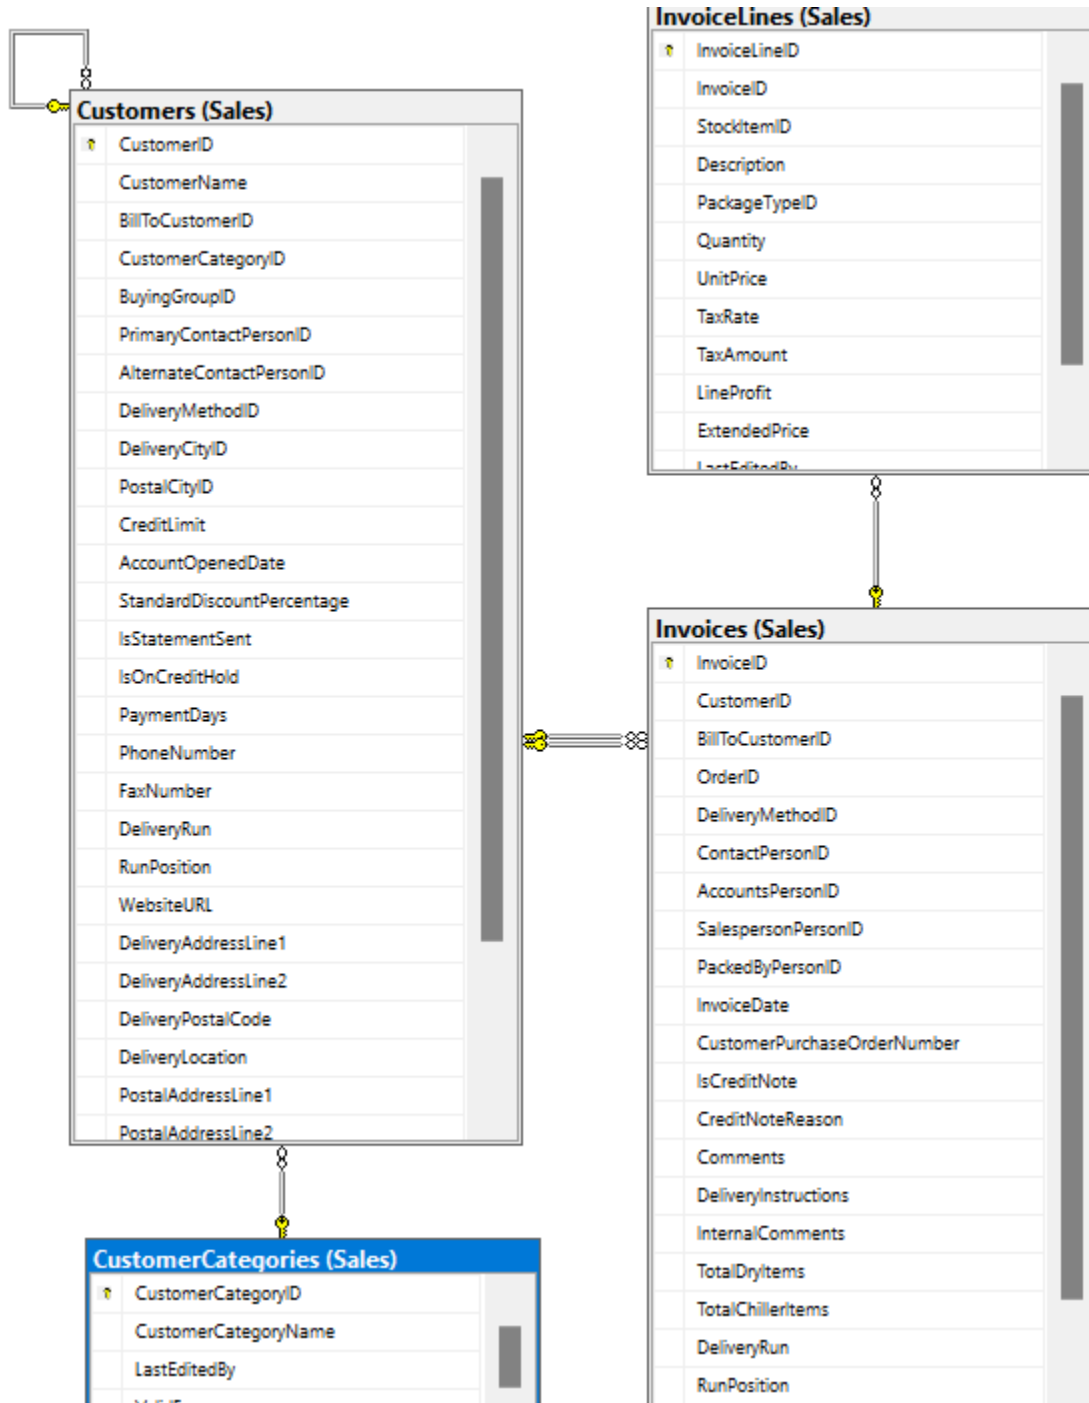 Customers (Sales)
CustomerID
CustomerName
BillToCustomerID
CustomerCategoryID
BuyingGroupID
PrimaryContactPersonID
AlternateContactPersonID
DeliveryMethodID
DeliveryCityID
PostalCityID
CreditLimit
AccountOpenedDate
StandardDiscountPercentage
IsStatementSent
IsOnCreditHold
PaymentDays
PhoneNumber
FaxNumber
DeliveryRun
RunPosition
WebsiteURL
DeliveryAddressLine1
DeliveryAddressLine2
DeliveryPostalCode
DeliveryLocation
PostalAddressLine1
PostalAddressLine2
CustomerCategories (Sales)
CustomerCategoryID
CustomerCategoryName
LastEditedBy
InvoiceLines (Sales)
InvoiceLineID
InvoiceID
StockItemID
Description
PackageTypeID
Quantity
UnitPrice
TaxRate
TaxAmount
LineProfit
ExtendedPrice
LastEditedBy
Invoices (Sales)
InvoiceID
CustomerID
BillToCustomerID
OrderID
DeliveryMethodID
ContactPersonID
AccountsPersonID
SalespersonPersonID
PackedByPersonID
InvoiceDate
CustomerPurchaseOrderNumber
IsCreditNote
CreditNoteReason
Comments
DeliveryInstructions
InternalComments
TotalDryItems
TotalChillerItems
DeliveryRun
RunPosition